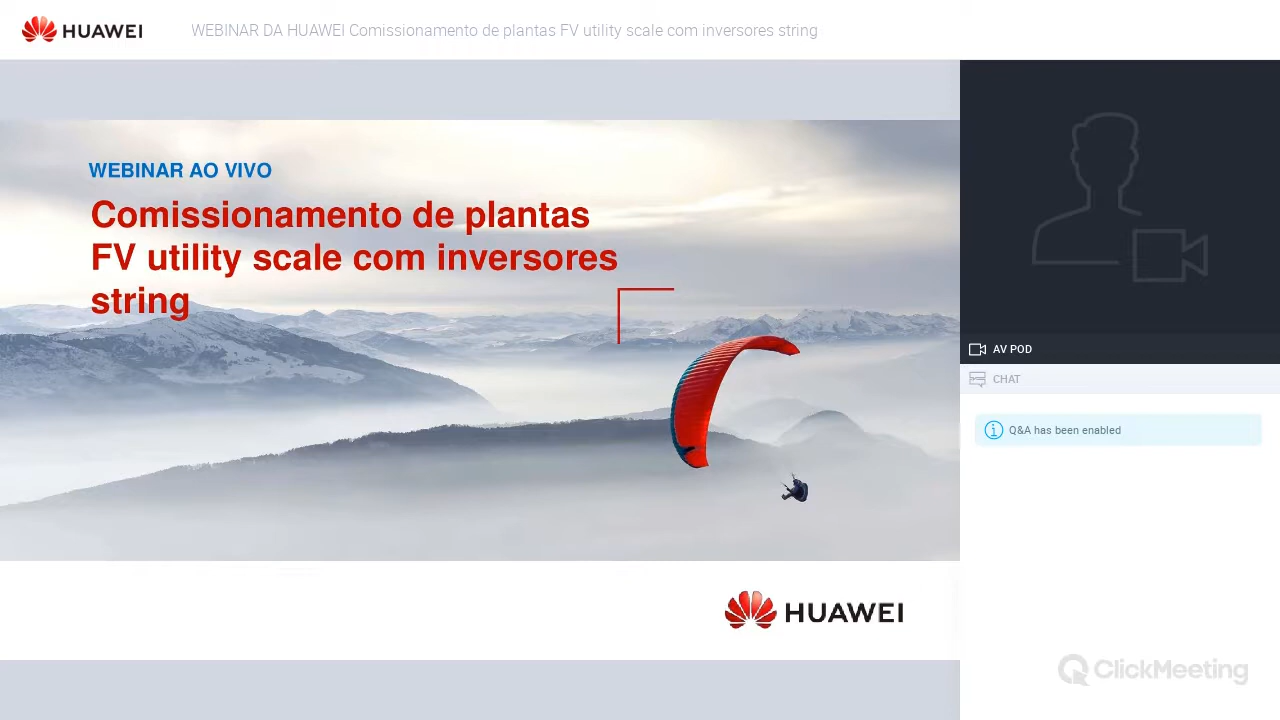 HUAWEI
WEBINAR DA HUAWEI Comissionamento de plantas FV utility scale com inversores string
WEBINAR AO VIVO
Comissionamento de plantas
FV utility scale com inversores
string
HUAWEI
AV POD
CHAT
Q&A has been enabled
ClickMeeting